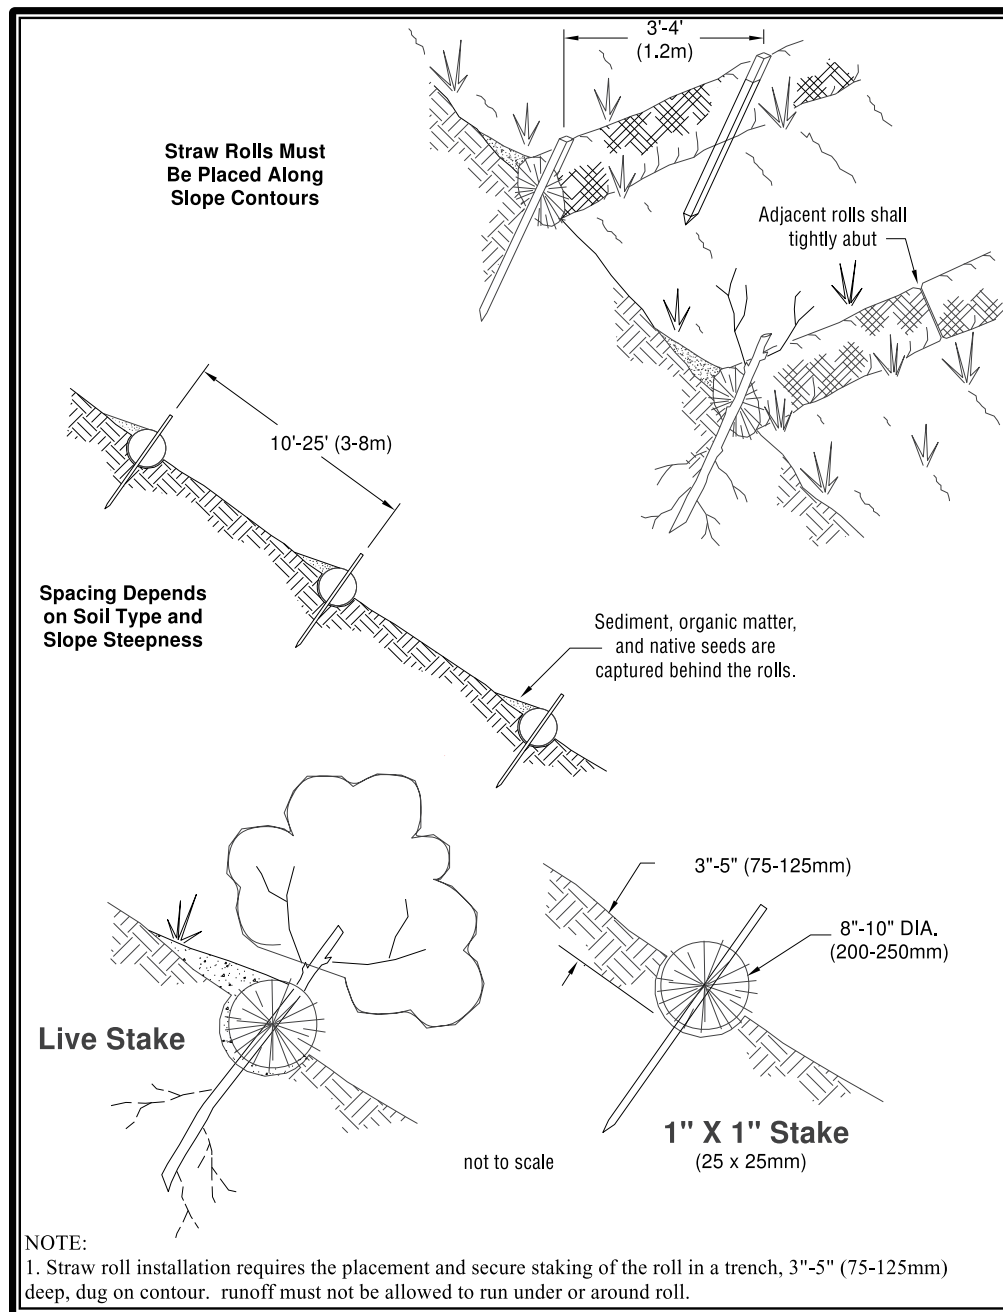 3'-4'
(1.2m)
Straw Rolls Must
Be Placed Along
Slope Contours
Adjacent rolls shall
tightly abut
10'-25' (3-8m)
Spacing Depends
on Soil Type and
Slope Steepness
Sediment, organic matter,
and native seeds are
captured behind the rolls.
3"-5" (75-125mm)
8"-10" DIA.
(200-250mm)
Live Stake
1" X 1" Stake
(25 x 25mm)
not to scale
NOTE:
1. Straw roll installation requires the placement and secure staking of the roll in a trench, 3"-5" (75-125mm)
deep, dug on contour. runoff must not be allowed to run under or around roll.